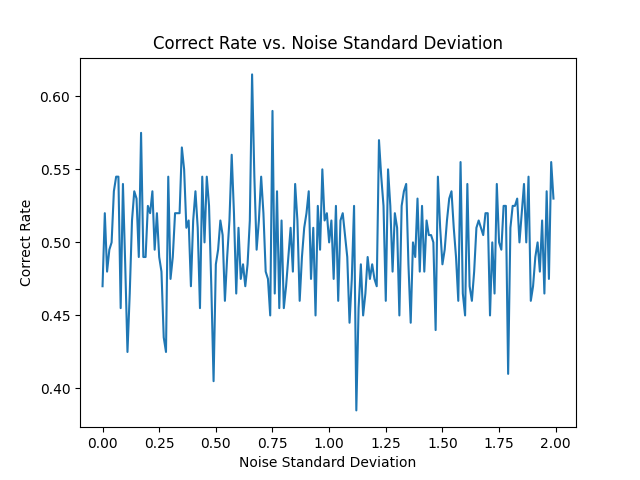 Correct Rate vs. Noise Standard Deviation
0.60
0.55
0.50
0.45
0.40
Correct Rate
0.00 0.25 0.50 0.75 1.00 1.25 1.50 1.75 2.00
Noise Standard Deviation